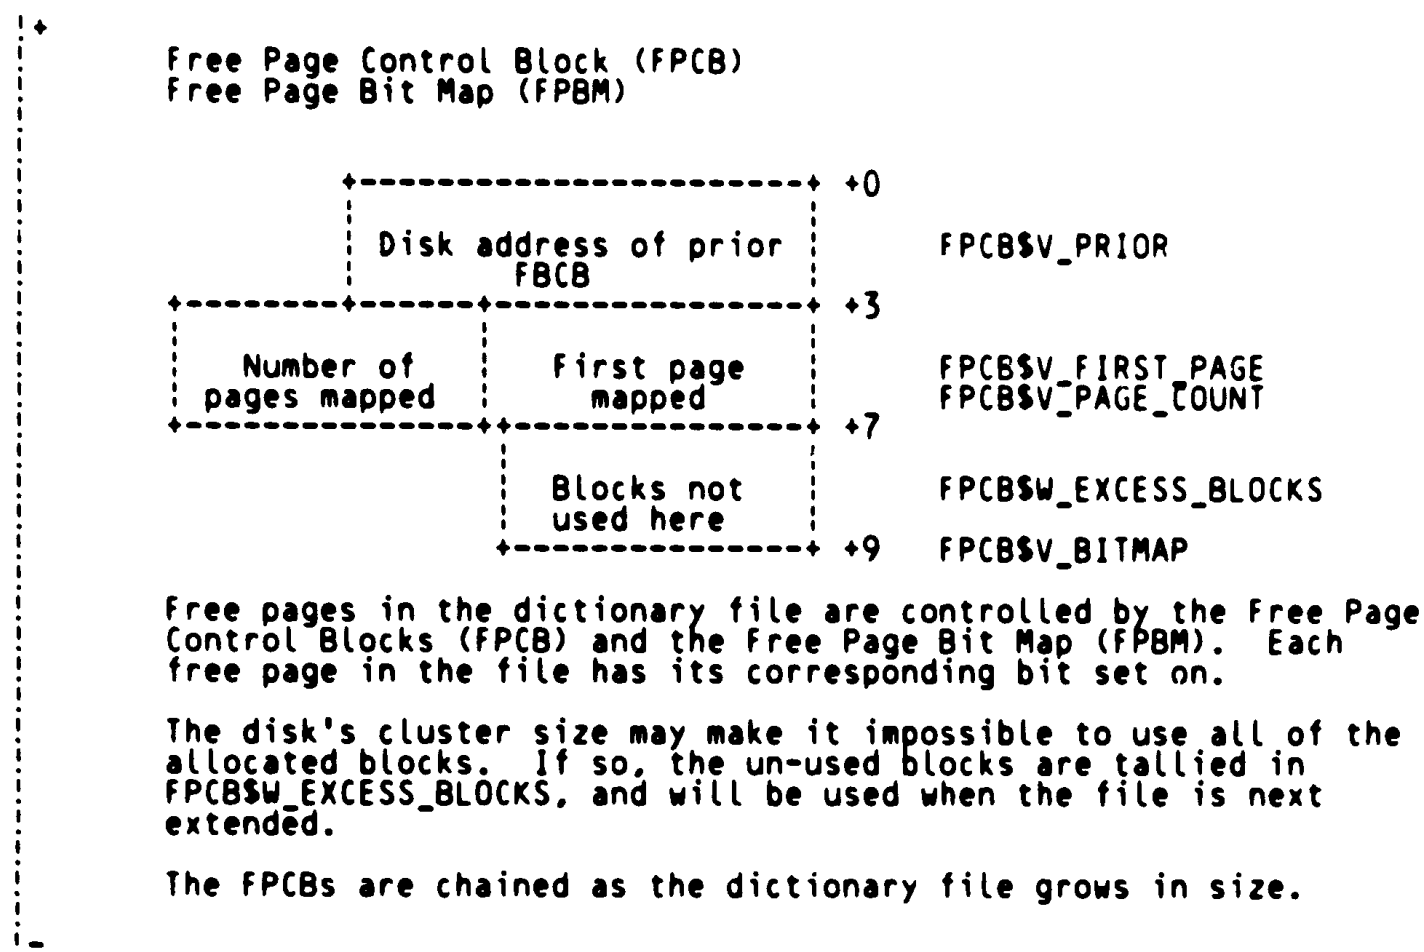 !+
Free Page Control Block (FPCB)
Free Page Bit Map (FPBM)
+-----------------------+ +0
Disk address of prior FPCB$V_PRIOR
FBCB
+--------+------+-----------------+ +3
Number of First page FPCB$V_FIRST_PAGE
pages mapped mapped FPCB$V_PAGE_COUNT
+---------------++----------------+ +7
Blocks not FPCB$W_EXCESS_BLOCKS
used here
+----------------+ +9 FPCB$V_BITMAP
Free pages in the dictionary file are controlled by the Free Page
Control Blocks (FPCB) and the Free Page Bit Map (FPBM). Each
free page in the file has its corresponding bit set on.
The disk's cluster size may make it impossible to use all of the
allocated blocks. If so, the un-used blocks are tallied in
FPCB$W_EXCESS_BLOCKS, and will be used when the file is next
extended.
The FPCBs are chained as the dictionary file grows in size.
!-